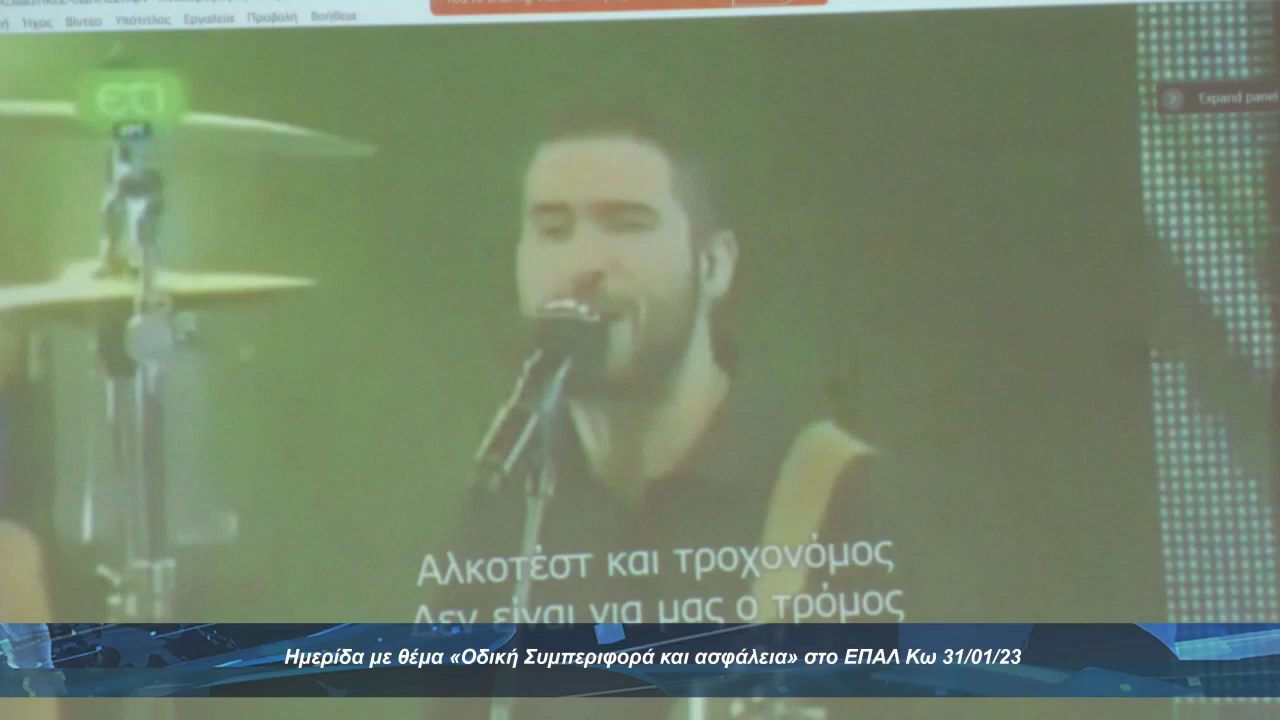 Ήχος Βίντεο Υπότιτλος Εργαλεία Προβολή Βοήθεια
Expand panel
Αλκοτέστ και τροχονόμος
Δεν είναι για μας ο τρόμος
Ημερίδα με θέμα «Οδική Συμπεριφορά και ασφάλεια» στο ΕΠΑΛ Κω 31/01/23